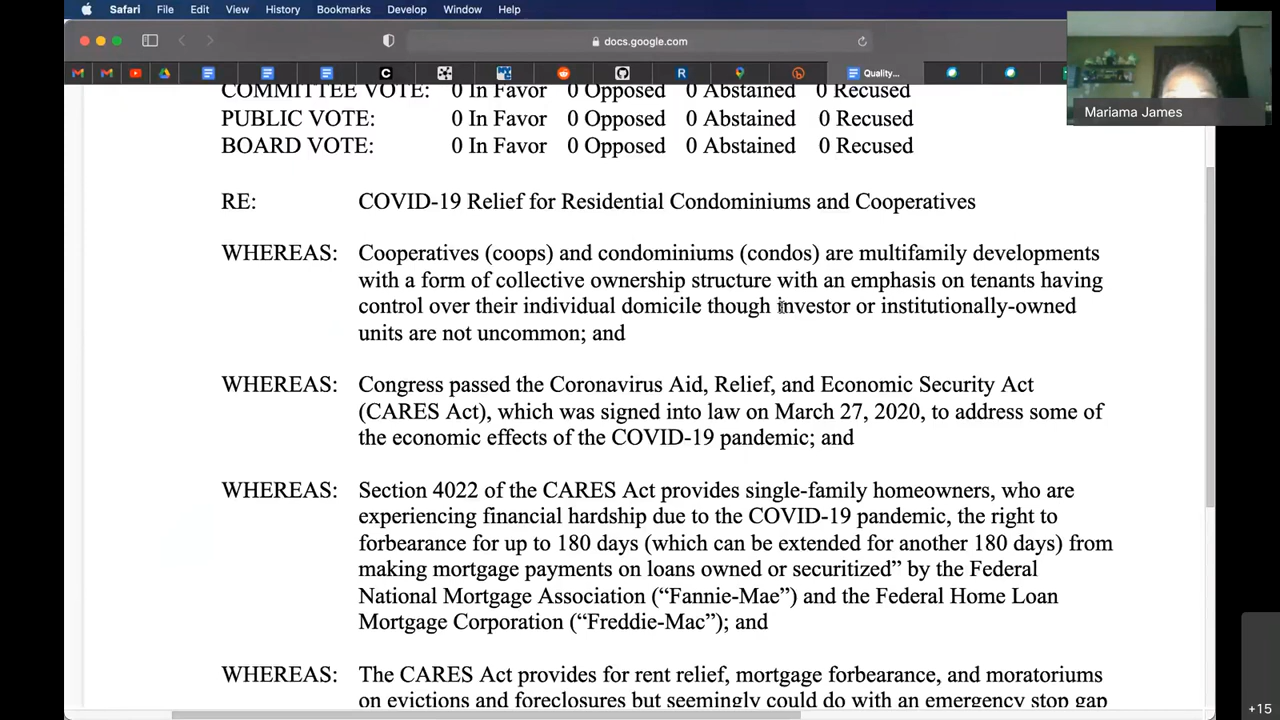 Safari File Edit View History Bookmarks Develop Window Help
docs.google.com
Quality...
Mariama James
COMMITTEE VOTE: 0 In Favor 0 Opposed 0 Abstained 0 Recused
PUBLIC VOTE: 0 In Favor 0 Opposed 0 Abstained 0 Recused
BOARD VOTE: 0 In Favor 0 Opposed 0 Abstained 0 Recused
RE: COVID-19 Relief for Residential Condominiums and Cooperatives
WHEREAS: Cooperatives (coops) and condominiums (condos) are multifamily developments
with a form of collective ownership structure with an emphasis on tenants having
control over their individual domicile though investor or institutionally-owned
units are not uncommon; and
WHEREAS: Congress passed the Coronavirus Aid, Relief, and Economic Security Act
(CARES Act), which was signed into law on March 27, 2020, to address some of
the economic effects of the COVID-19 pandemic; and
WHEREAS: Section 4022 of the CARES Act provides single-family homeowners, who are
experiencing financial hardship due to the COVID-19 pandemic, the right to
forbearance for up to 180 days (which can be extended for another 180 days) from
making mortgage payments on loans owned or securitized” by the Federal
National Mortgage Association (“Fannie-Mae”) and the Federal Home Loan
Mortgage Corporation (“Freddie-Mac”); and
WHEREAS: The CARES Act provides for rent relief, mortgage forbearance, and moratoriums
on evictions and foreclosures but seemingly could do with an emergency stop gap
+15